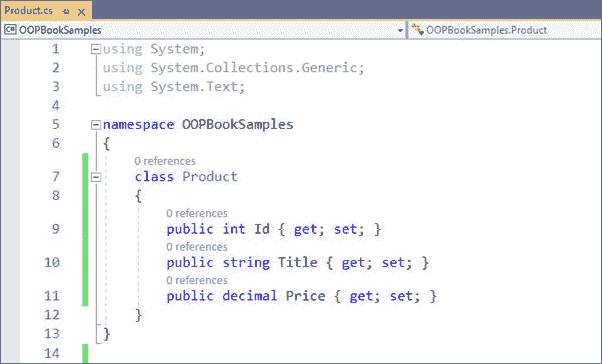 Product.cs
OOPBookSamples
OOPBookSamples.Product
1 using System;
2 using System.Collections.Generic;
3 using System.Text;
4
5 namespace OOPBookSamples
6 {
0 references
7 class Product
8 {
0 references
9 public int Id { get; set; }
0 references
10 public string Title { get; set; }
0 references
11 public decimal Price { get; set; }
12 }
13 }
14